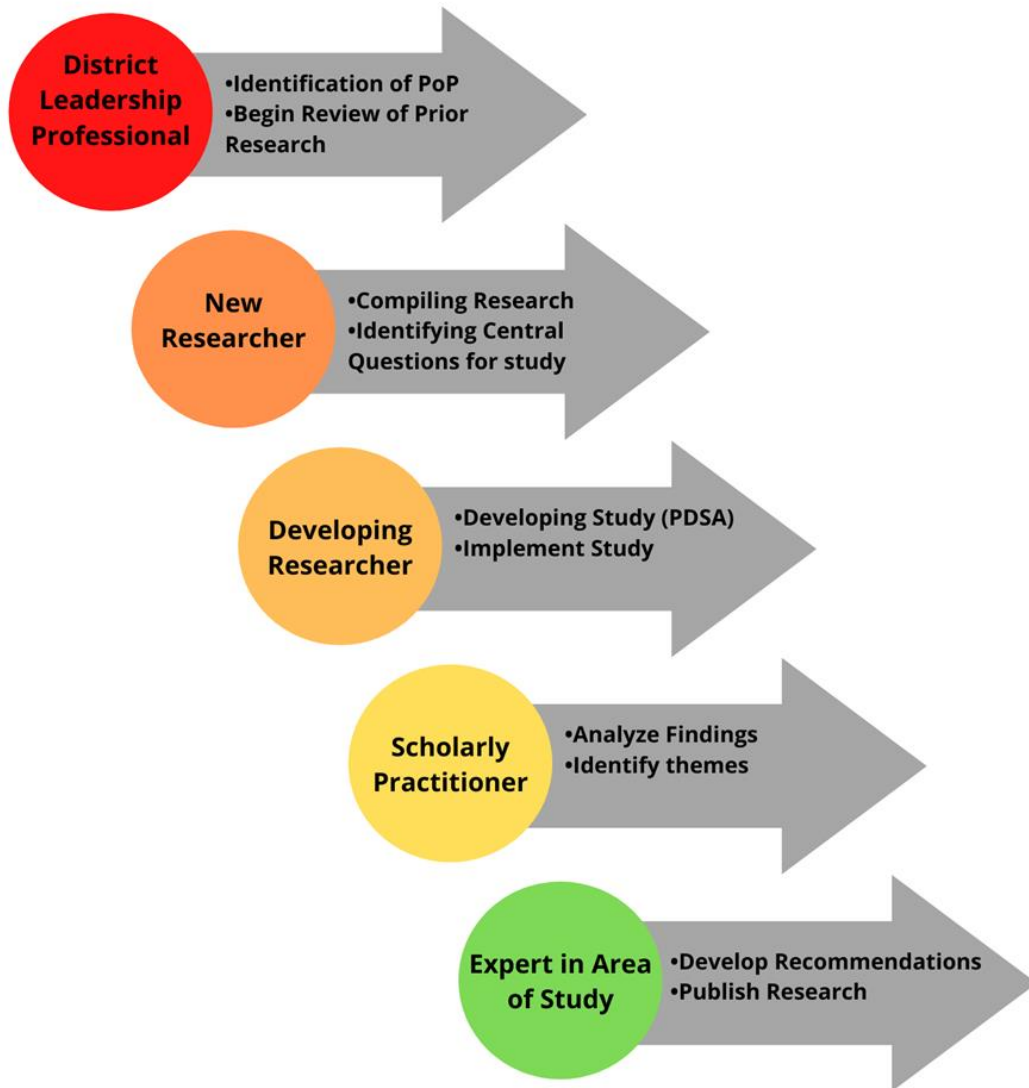 District
Leadership
Professional
•Identification of PoP
•Begin Review of Prior
Research
New
Researcher
•Compiling Research
•Identifying Central
Questions for study
Developing
Researcher
•Developing Study (PDSA)
•Implement Study
Scholarly
Practitioner
•Analyze Findings
•Identify themes
Expert in Area
of Study
•Develop Recommendations
•Publish Research